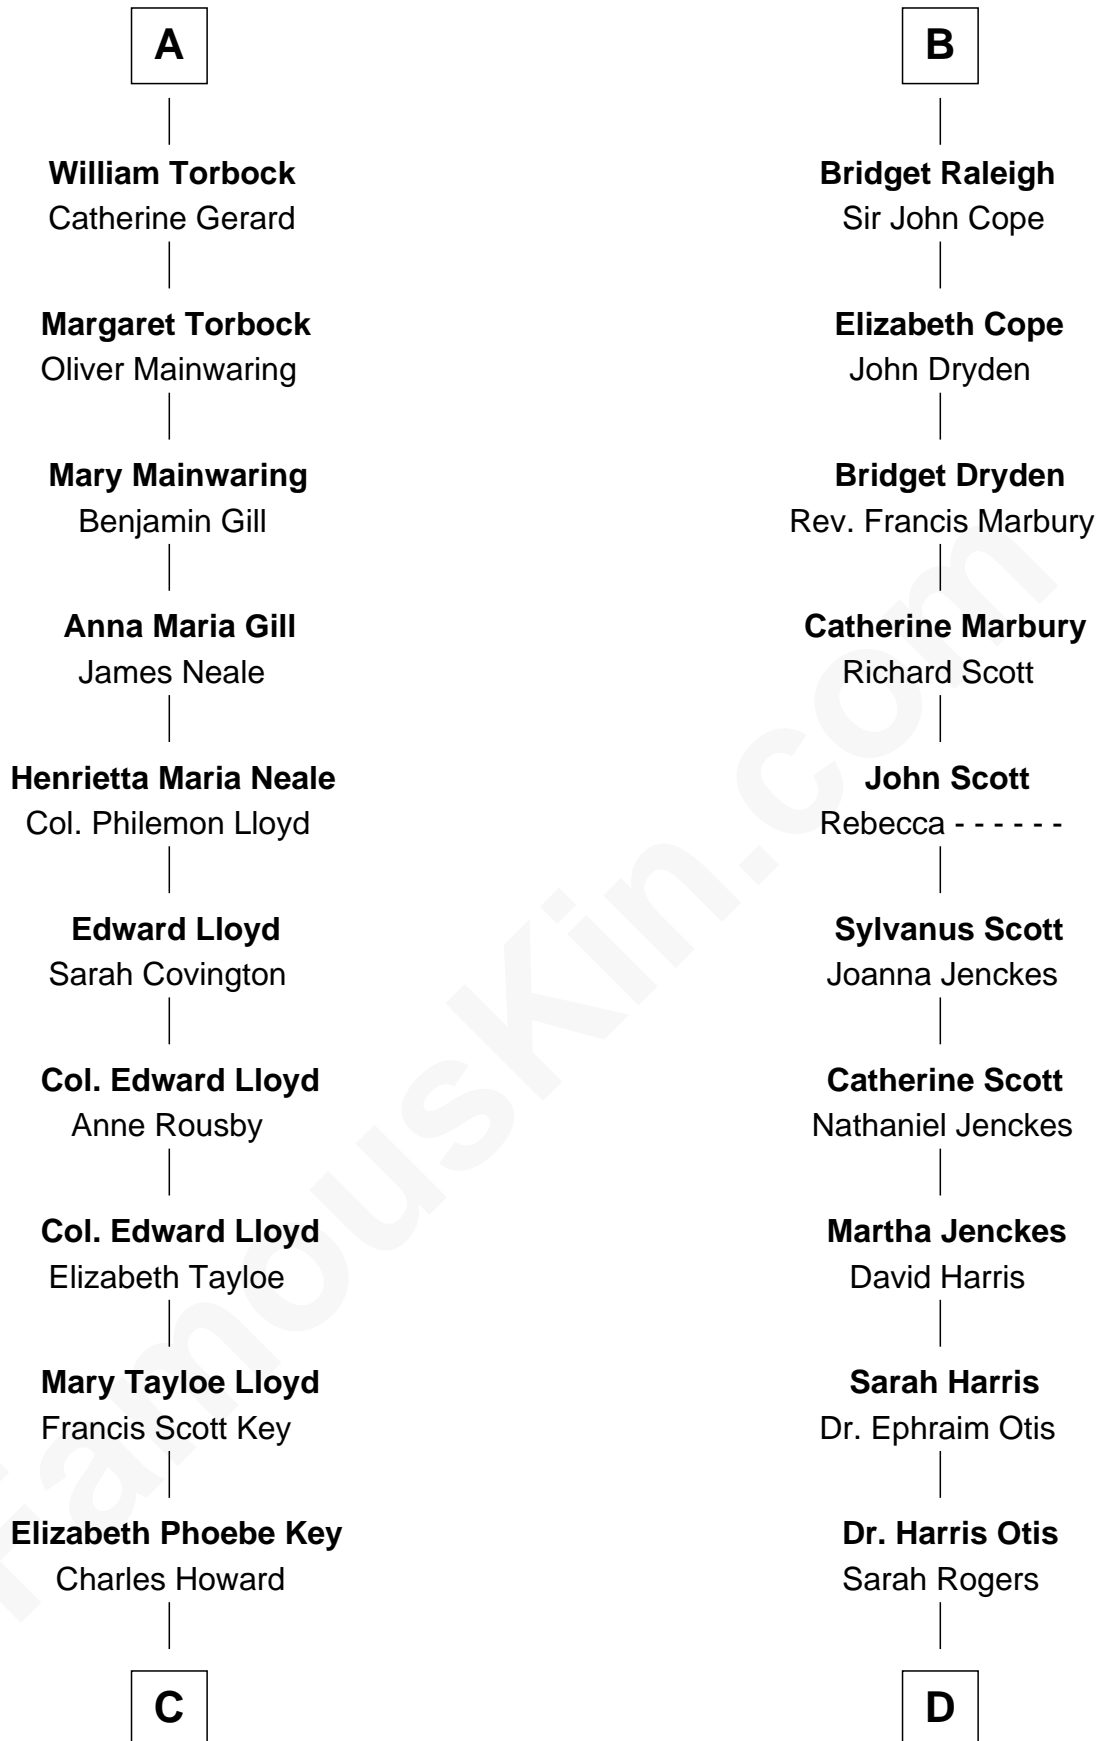 A
William Torbock
Catherine Gerard
Margaret Torbock
Oliver Mainwaring
Mary Mainwaring
Benjamin Gill
Anna Maria Gill
James Neale
Henrietta Maria Neale
Col. Philemon Lloyd
Edward Lloyd
Sarah Covington
Col. Edward Lloyd
Anne Rousby
Col. Edward Lloyd
Elizabeth Tayloe
Mary Tayloe Lloyd
Francis Scott Key
Elizabeth Phoebe Key
Charles Howard
C
B
Bridget Raleigh
Sir John Cope
Elizabeth Cope
John Dryden
Bridget Dryden
Rev. Francis Marbury
Catherine Marbury
Richard Scott
John Scott
Rebecca - - - - - -
Sylvanus Scott
Joanna Jenckes
Catherine Scott
Nathaniel Jenckes
Martha Jenckes
David Harris
Sarah Harris
Dr. Ephraim Otis
Dr. Harris Otis
Sarah Rogers
D
FamousKin.com